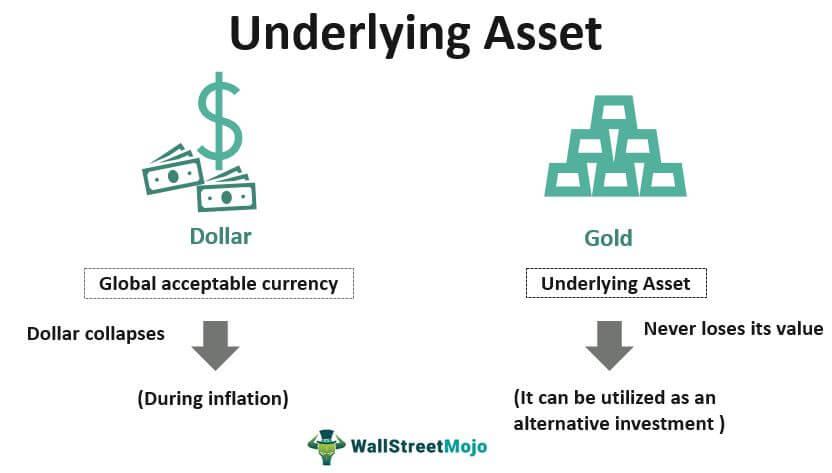 Underlying Asset
$
Dollar
Gold
Global acceptable currency
Underlying Asset
Dollar collapses
Never loses its value
(During inflation)
(It can be utilized as an
alternative investment )
WallStreetMojo